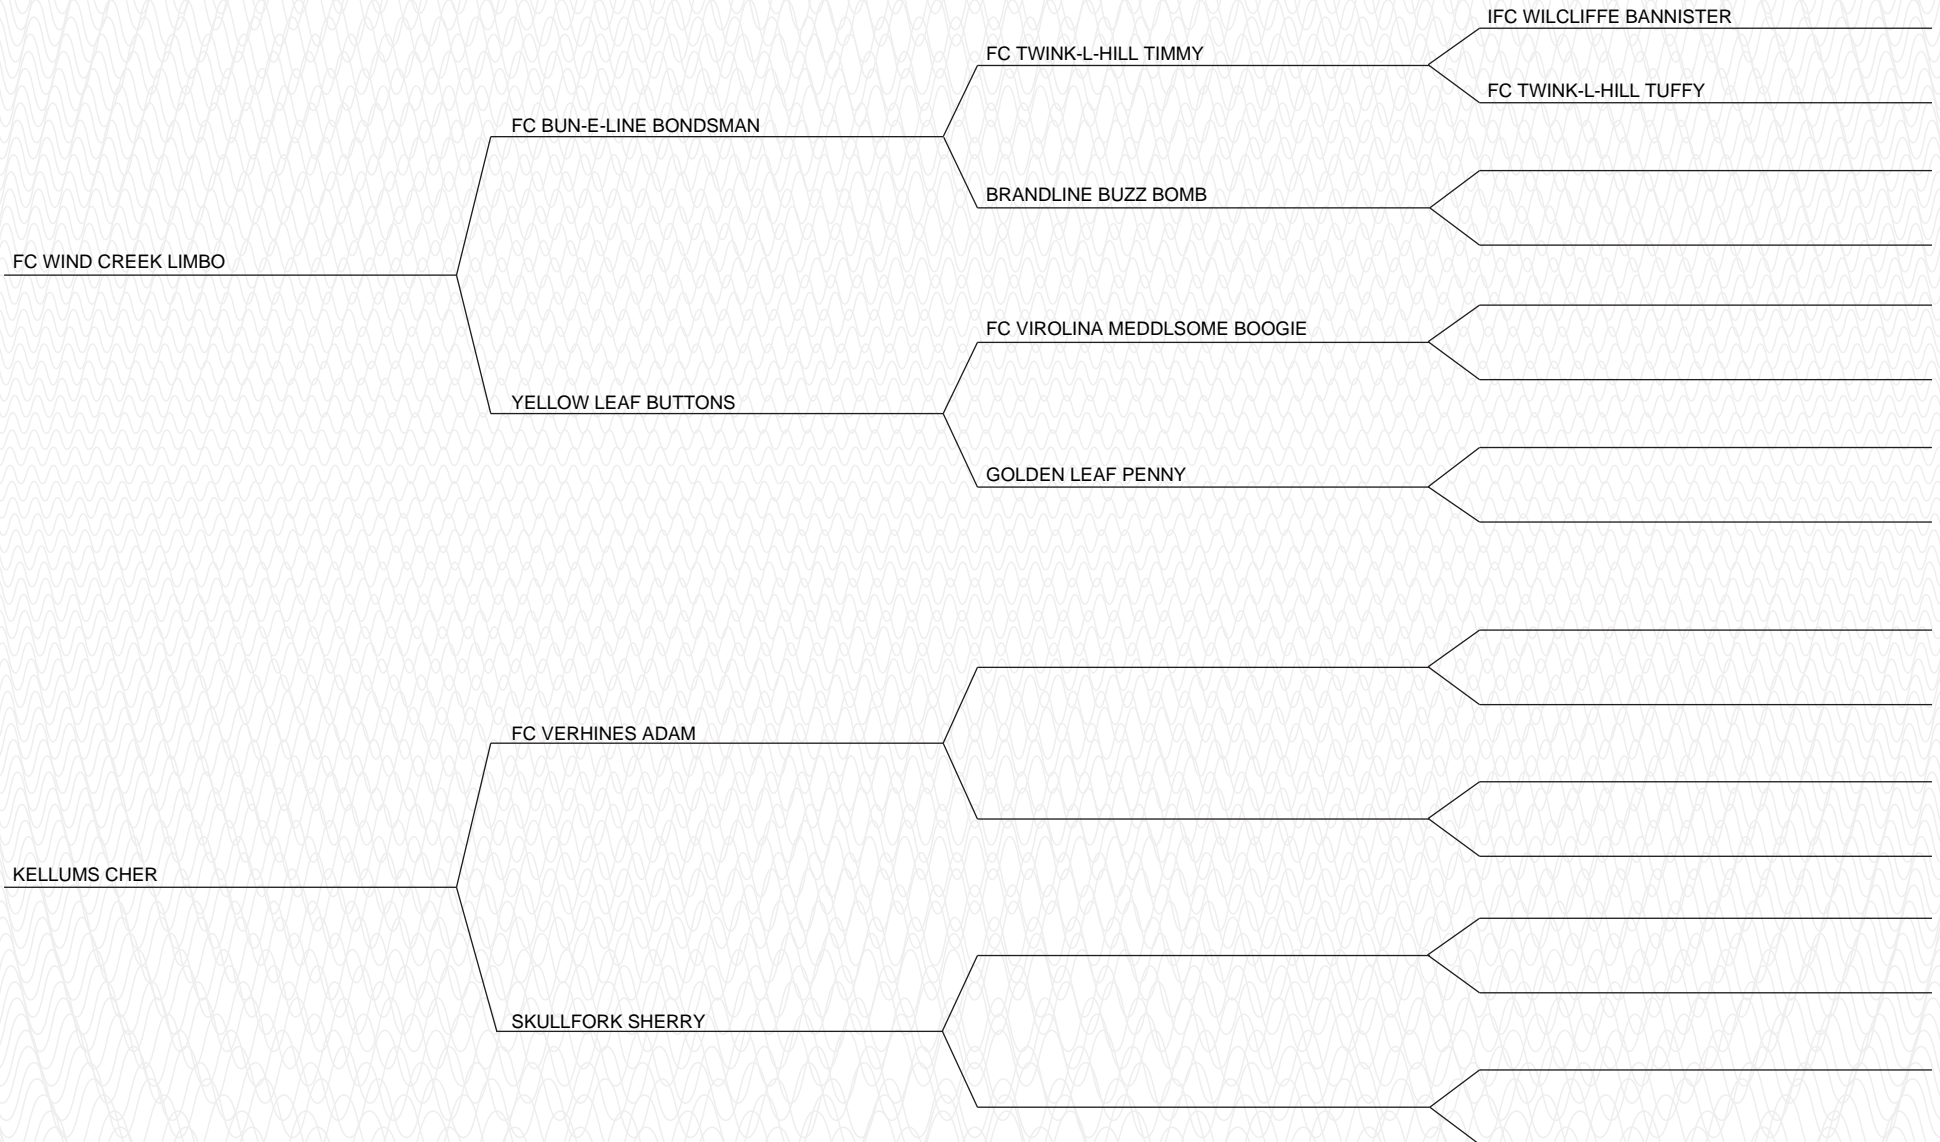 IFC WILCLIFFE BANNISTER
FC TWINK-L-HILL TIMMY
FC TWINK-L-HILL TUFFY
FC BUN-E-LINE BONDSMAN
BRANDLINE BUZZ BOMB
FC WIND CREEK LIMBO
FC VIROLINA MEDDLSOME BOOGIE
YELLOW LEAF BUTTONS
GOLDEN LEAF PENNY
FC VERHINES ADAM
KELLUMS CHER
SKULLFORK SHERRY